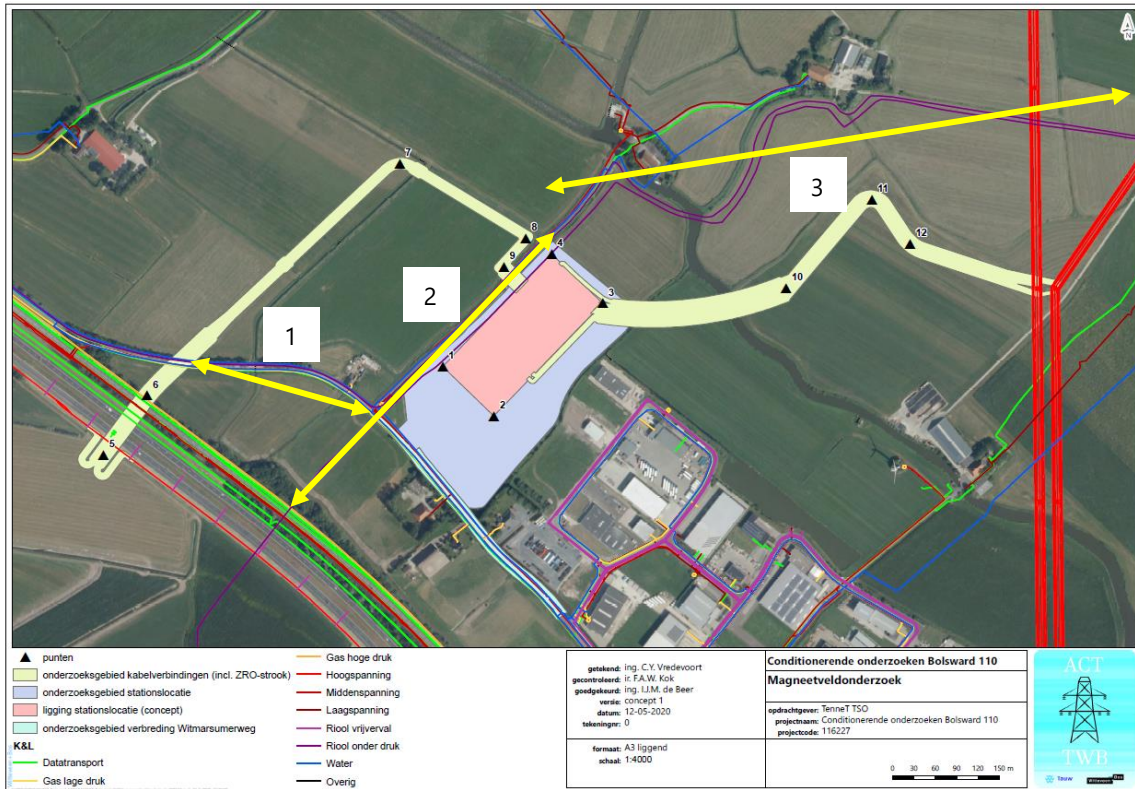 N
7
11
3
8
12
4
9
2
10
3
1
1
6
2
5
punten
onderzoeksgebied kabelverbindingen (incl. ZRO-strook)
onderzoeksgebied stationslocatie
ligging stationslocatie (concept)
onderzoeksgebied verbreding Witmarsumerweg
K&L
Datatransport
Gas lage druk
Gas hoge druk
Hoogspanning
Middenspanning
Laagspanning
Riool vrijverval
Riool onder druk
Water
Overig
getekend: ing. C.Y. Vredevoort
gecontroleerd: ir. F.A.W. Kok
goedgekeurd: ing. I.J.M. de Beer
versie: concept 1
datum: 12-05-2020
tekeningnr: 0
formaat: A3 liggend
schaal: 1:4000
Conditionerende onderzoeken Bolsward 110
Magneetveldonderzoek
opdrachtgever: TenneT TSO
projectnaam: Conditionerende onderzoeken Bolsward 110
projectcode: 116227
0 30 60 90 120 150 m
ACT
TWB
tauw